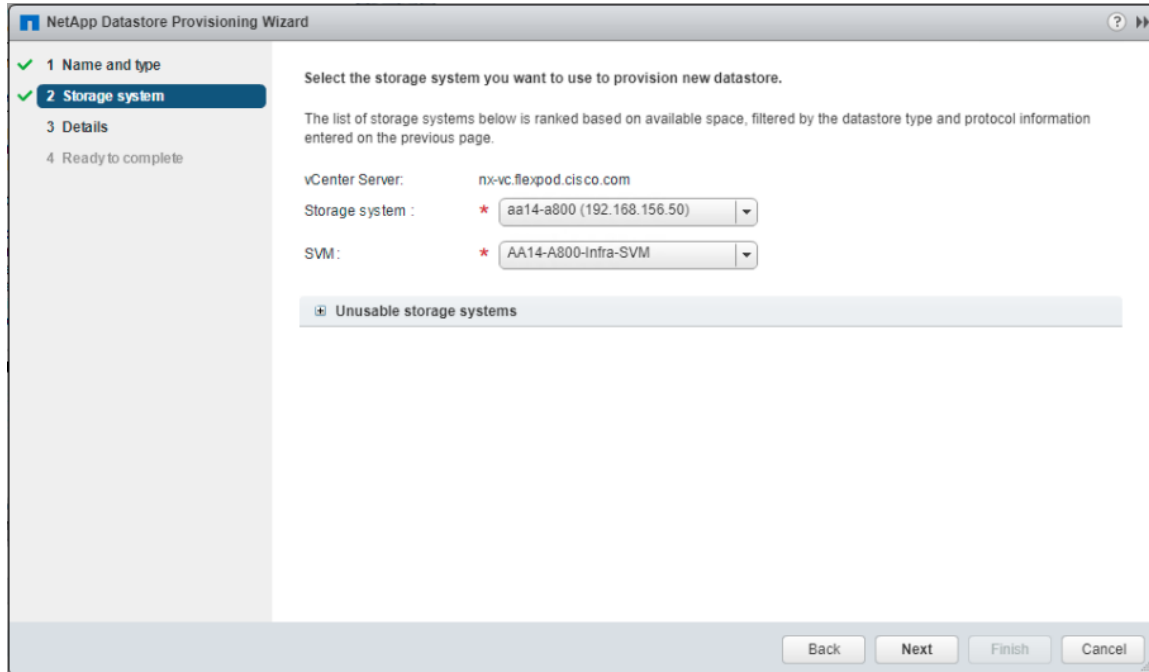 NetApp Datastore Provisioning Wizard
?
1 Name and type
2 Storage system
3 Details
4 Ready to complete
Select the storage system you want to use to provision new datastore.
The list of storage systems below is ranked based on available space, filtered by the datastore type and protocol information
entered on the previous page.
vCenter Server: nx-vc.flexpod.cisco.com
Storage system : * aa14-a800 (192.168.156.50)
SVM: * AA14-A800-Infra-SVM
Unusable storage systems
Back Next Finish Cancel